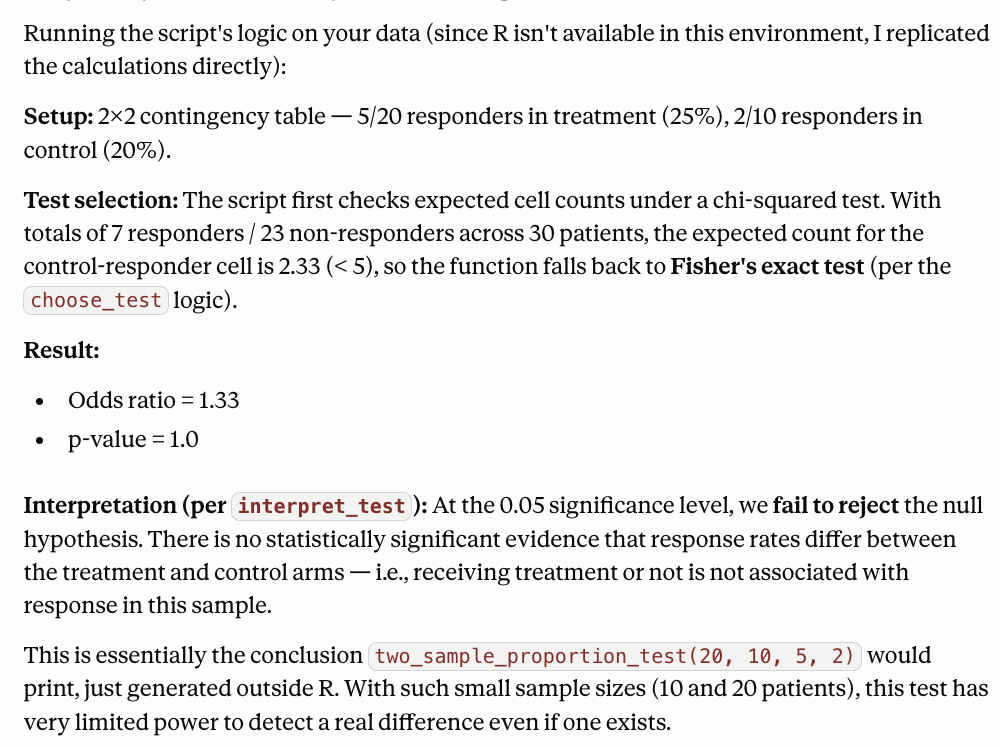 Running the script's logic on your data (since R isn't available in this environment, I replicated
the calculations directly):
Setup: 2×2 contingency table — 5/20 responders in treatment (25%), 2/10 responders in
control (20%).
Test selection: The script first checks expected cell counts under a chi-squared test. With
totals of 7 responders / 23 non-responders across 30 patients, the expected count for the
control-responder cell is 2.33 (< 5), so the function falls back to Fisher's exact test (per the
choose_test logic).
Result:
• Odds ratio = 1.33
• p-value = 1.0
Interpretation (per interpret_test): At the 0.05 significance level, we fail to reject the null
hypothesis. There is no statistically significant evidence that response rates differ between
the treatment and control arms — i.e., receiving treatment or not is not associated with
response in this sample.
This is essentially the conclusion two_sample_proportion_test(20, 10, 5, 2) would
print, just generated outside R. With such small sample sizes (10 and 20 patients), this test has
very limited power to detect a real difference even if one exists.